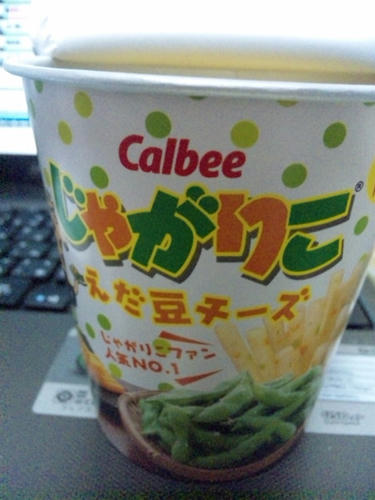 Calbee
じゃがりこ®
えだ豆チーズ
じゃがりこファン
人気NO.1